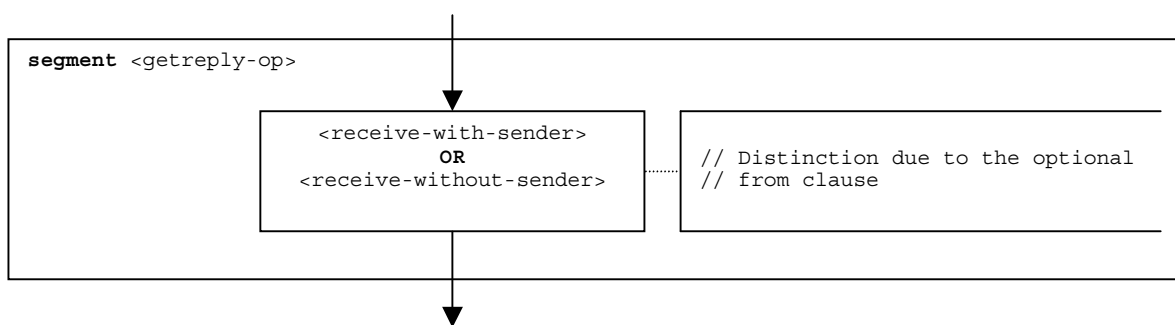 segment <getreply-op>
<receive-with-sender>
OR
<receive-without-sender>
// Distinction due to the optional
// from clause